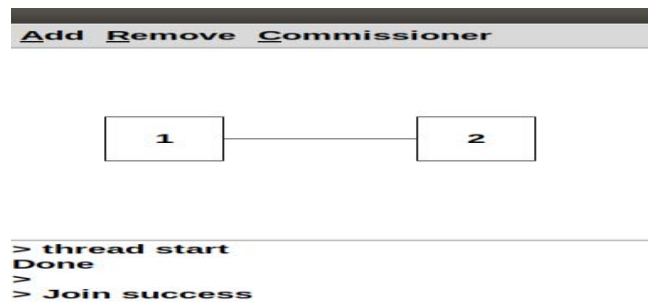 Add Remove Commissioner
1 2
> thread start
Done
>
> Join success